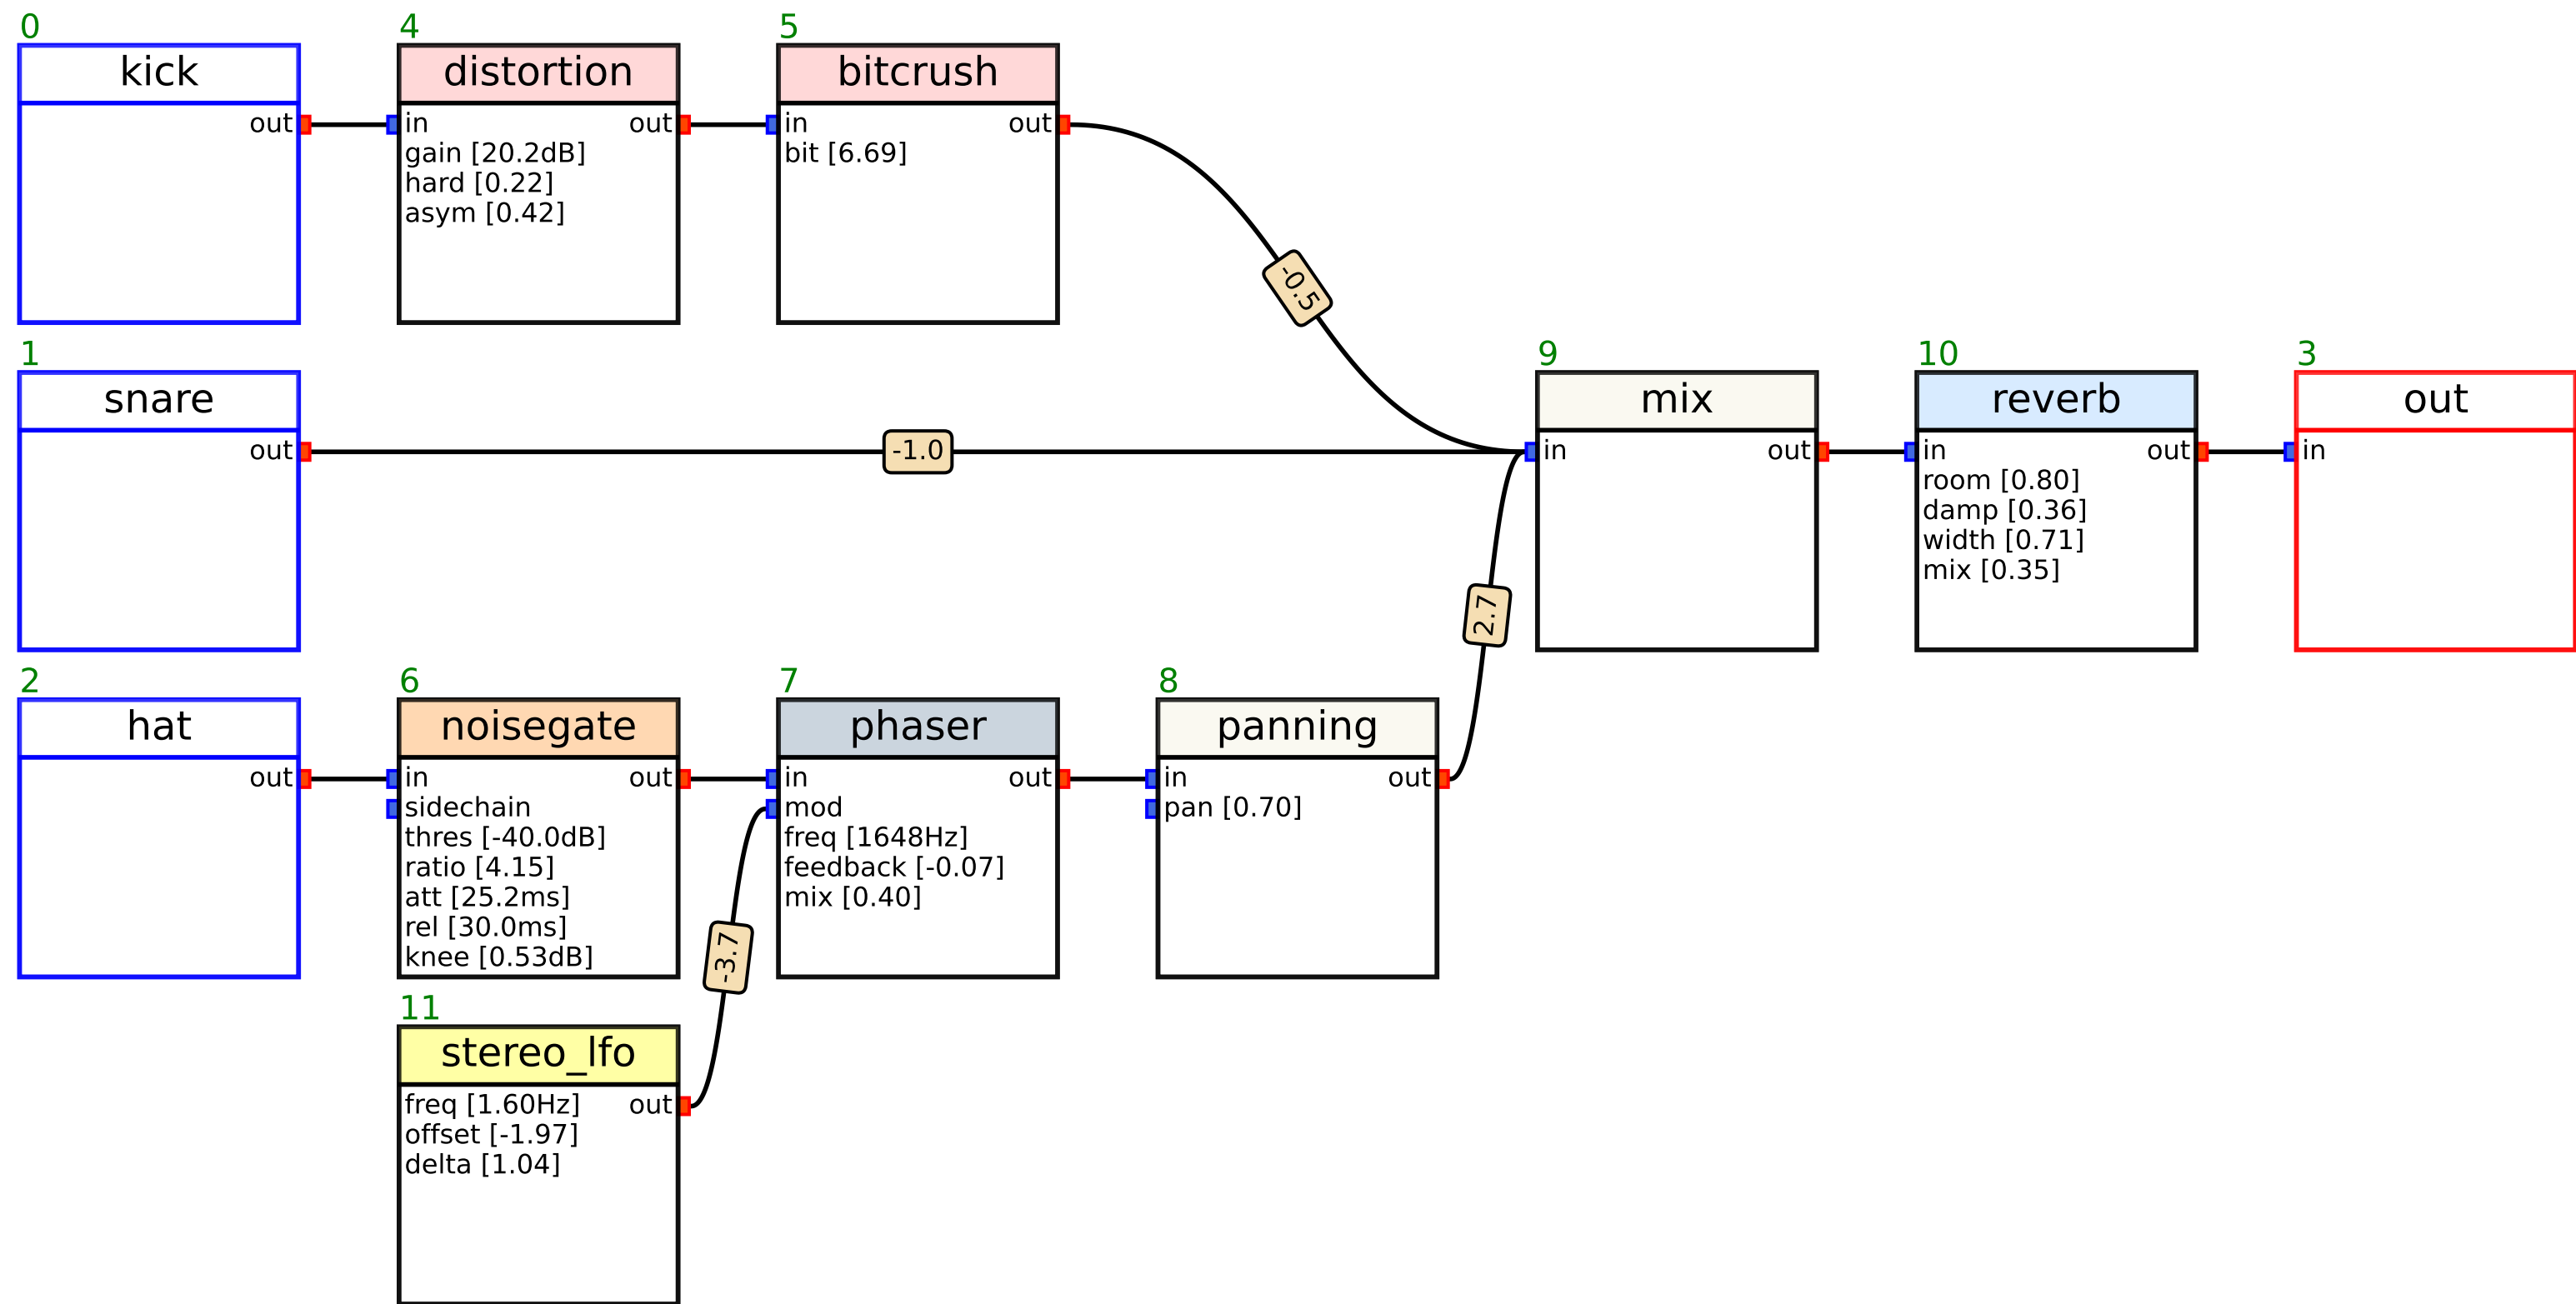 0
kick
out
4
distortion
in out
gain [20.2dB]
hard [0.22]
asym [0.42]
5
bitcrush
in out
bit [6.69]
-0.5
1
snare
out
-1.0
9
mix
in out
10
reverb
in out
room [0.80]
damp [0.36]
width [0.71]
mix [0.35]
3
out
in
2
hat
out
6
noisegate
in out
sidechain
thres [-40.0dB]
ratio [4.15]
att [25.2ms]
rel [30.0ms]
knee [0.53dB]
7
phaser
in out
mod
freq [1648Hz]
feedback [-0.07]
mix [0.40]
8
panning
in out
pan [0.70]
2.7
-3.7
11
stereo_lfo
freq [1.60Hz] out
offset [-1.97]
delta [1.04]